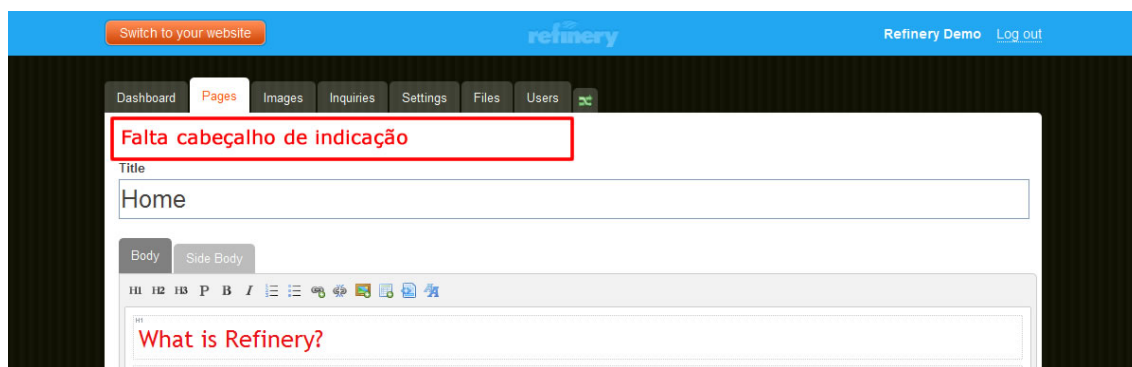 Switch to your website refinery Refinery Demo Log out
Dashboard Pages Images Inquiries Settings Files Users
Falta cabeçalho de indicação
Title
Home
Body Side Body
H1 H2 H3 P B I
H1
What is Refinery?